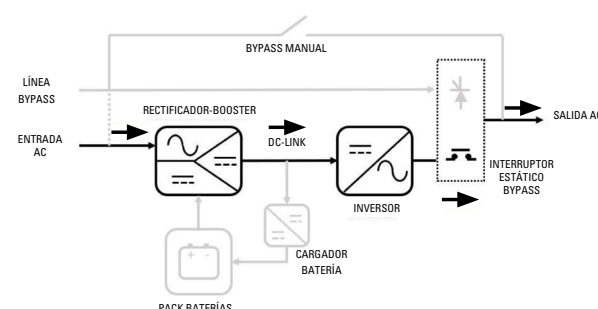 BYPASS MANUAL
LÍNEA
BYPASS
RECTIFICADOR-BOOSTER
SALIDA AC
ENTRADA
AC
DC-LINK
INTERRUPTOR
ESTÁTICO
BYPASS
INVERSOR
CARGADOR
BATERÍA
PACK BATERÍAS